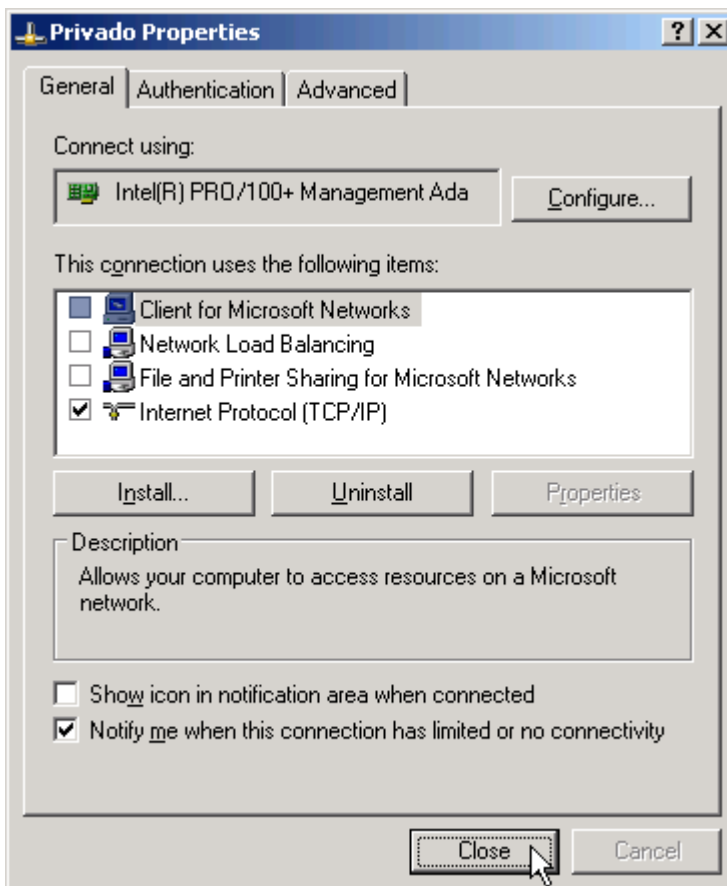 Privado Properties
General
Authentication
Advanced
Connect using:
Intel(R) PRO/100+ Management Ada
Configure...
This connection uses the following items:
Client for Microsoft Networks
Network Load Balancing
File and Printer Sharing for Microsoft Networks
Internet Protocol (TCP/IP)
Install...
Uninstall
Properties
Description
Allows your computer to access resources on a Microsoft
network.
Show icon in notification area when connected
Notify me when this connection has limited or no connectivity
Close
Cancel